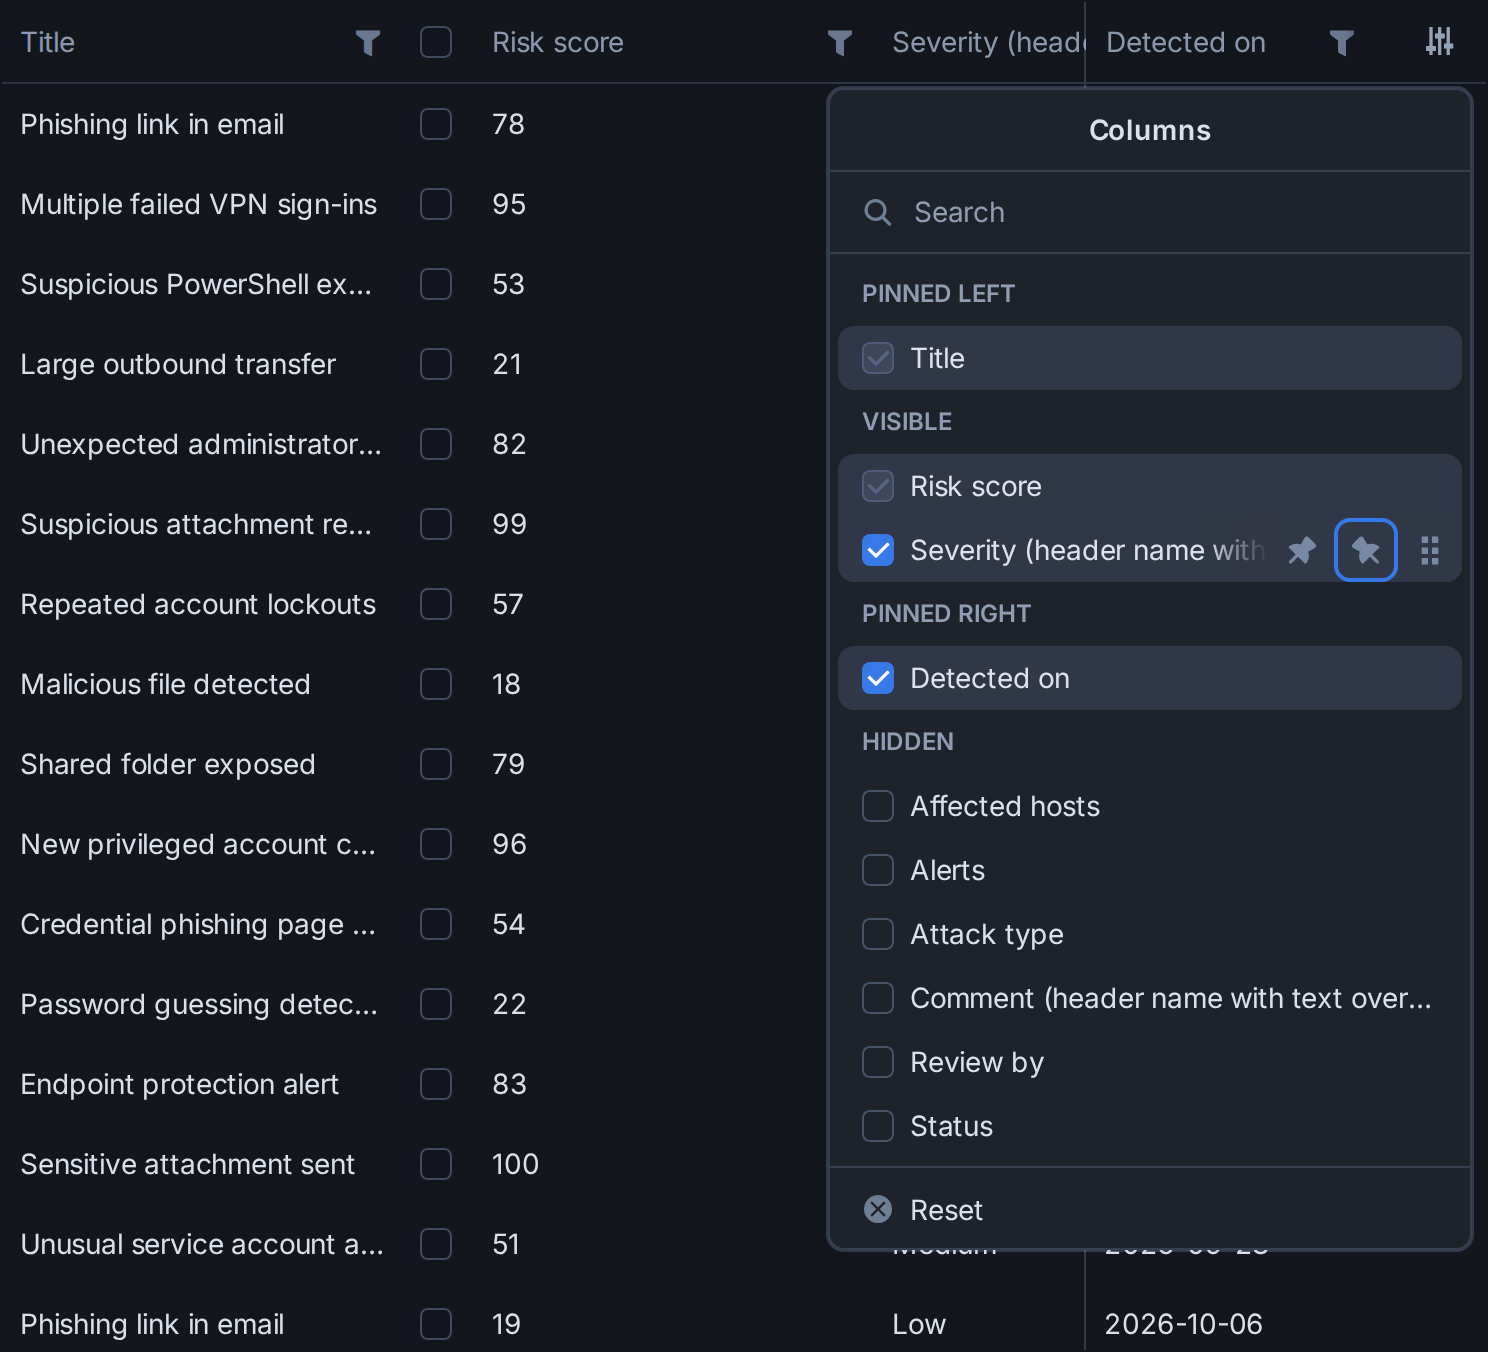 Title
Risk score
Severity (head
Detected on
Phishing link in email
78
Multiple failed VPN sign-ins
95
Suspicious PowerShell ex...
53
Large outbound transfer
21
Unexpected administrator...
82
Suspicious attachment re...
99
Repeated account lockouts
57
Malicious file detected
18
Shared folder exposed
79
New privileged account c...
96
Credential phishing page ...
54
Password guessing detec...
22
Endpoint protection alert
83
Sensitive attachment sent
100
Unusual service account a...
51
Phishing link in email
19
Low
2026-10-06
Columns
Search
PINNED LEFT
Title
VISIBLE
Risk score
Severity (header name with
PINNED RIGHT
Detected on
HIDDEN
Affected hosts
Alerts
Attack type
Comment (header name with text over...
Review by
Status
Reset